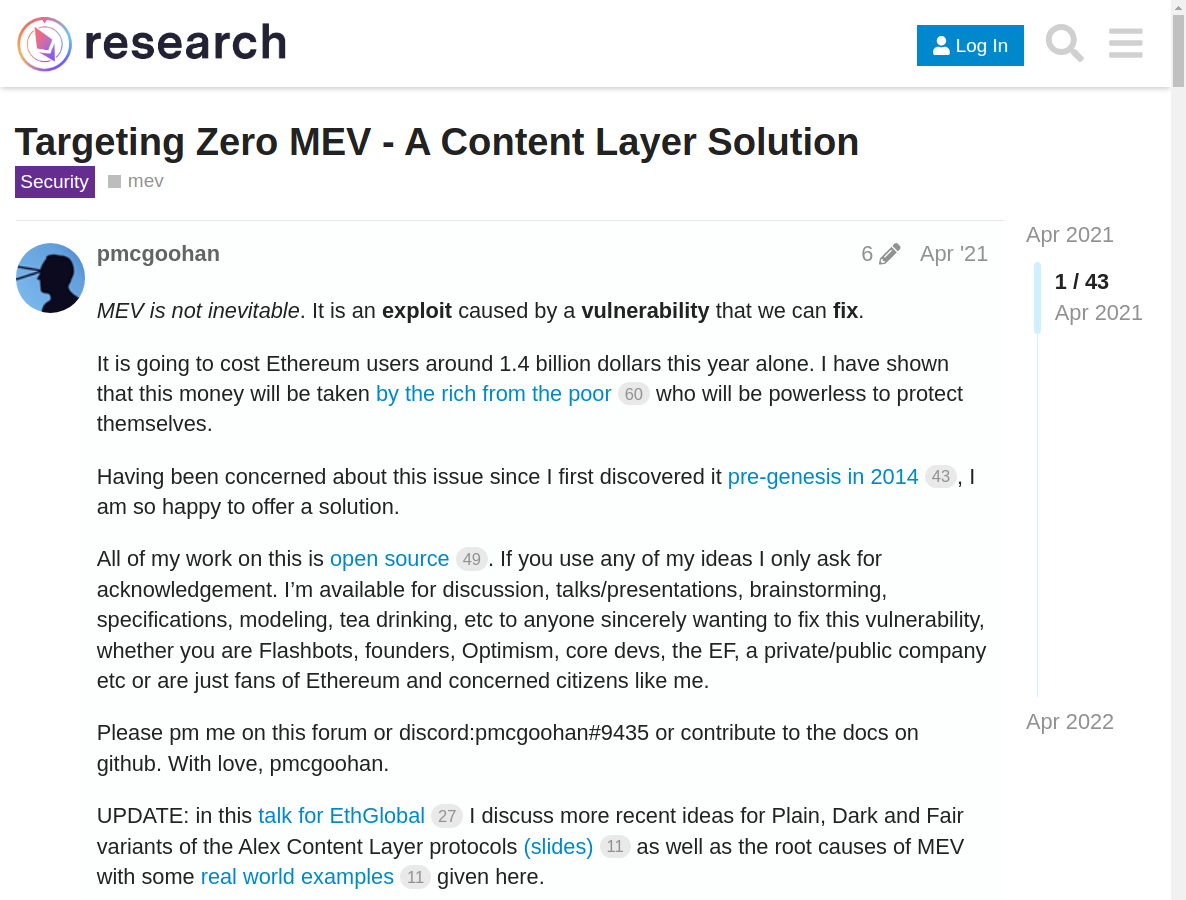 research
Log In
Targeting Zero MEV - A Content Layer Solution
Security mev
pmcgoohan 6 Apr '21
MEV is not inevitable. It is an exploit caused by a vulnerability that we can fix.
It is going to cost Ethereum users around 1.4 billion dollars this year alone. I have shown
that this money will be taken by the rich from the poor 60 who will be powerless to protect
themselves.
Having been concerned about this issue since I first discovered it pre-genesis in 2014 43, I
am so happy to offer a solution.
All of my work on this is open source 49. If you use any of my ideas I only ask for
acknowledgement. I’m available for discussion, talks/presentations, brainstorming,
specifications, modeling, tea drinking, etc to anyone sincerely wanting to fix this vulnerability,
whether you are Flashbots, founders, Optimism, core devs, the EF, a private/public company
etc or are just fans of Ethereum and concerned citizens like me.
Please pm me on this forum or discord:pmcgoohan#9435 or contribute to the docs on
github. With love, pmcgoohan.
UPDATE: in this talk for EthGlobal 27 I discuss more recent ideas for Plain, Dark and Fair
variants of the Alex Content Layer protocols (slides) 11 as well as the root causes of MEV
with some real world examples 11 given here.
Apr 2021
1 / 43
Apr 2021
Apr 2022